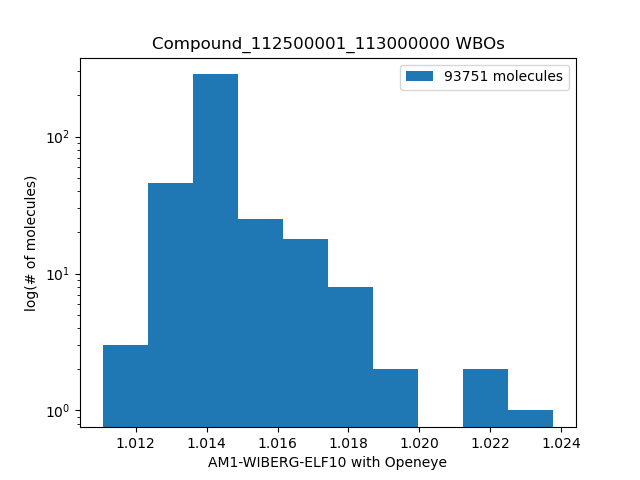 Compound_112500001_113000000 WBOs
93751 molecules
log(# of molecules)
10²
10¹
10⁰
1.012 1.014 1.016 1.018 1.020 1.022 1.024
AM1-WIBERG-ELF10 with Openeye